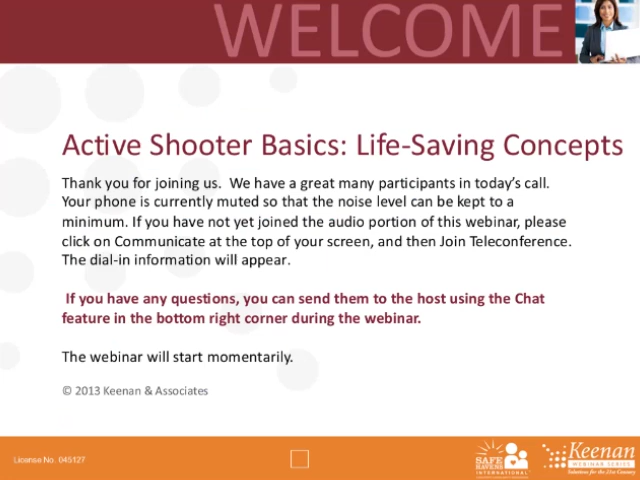 WELCOME
Active Shooter Basics: Life-Saving Concepts
Thank you for joining us.  We have a great many participants in today's call.
Your phone is currently muted so that the noise level can be kept to a
minimum. If you have not yet joined the audio portion of this webinar, please
click on Communicate at the top of your screen, and then Join Teleconference.
The dial-in information will appear.
If you have any questions, you can send them to the host using the Chat
feature in the bottom right corner during the webinar.
The webinar will start momentarily.
© 2013 Keenan & Associates
License No. 045127
SAFE
HAVENS
INTERNATIONAL
Keenan
WEBINAR SERIES
Solutions for the 21st Century